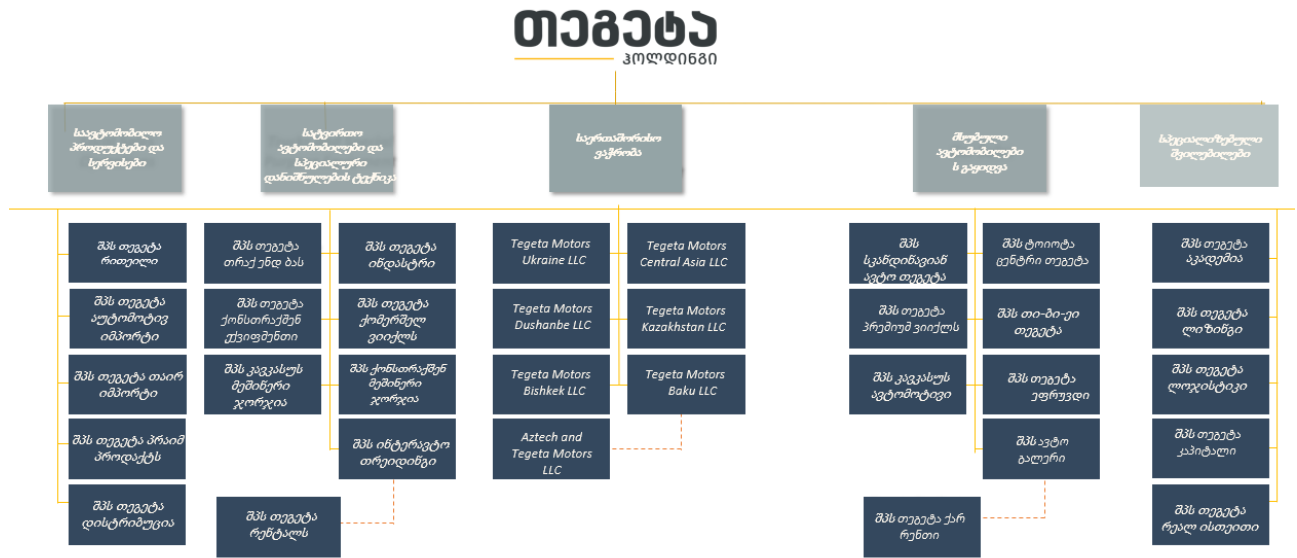 თეგეტა
ჰოლდინგი
საავტომობილო
პროდუქტები და
სერვისები
სატვირთო
ავტომობილები და
სპეციალური
დანიშნულების ტექნიკა
საერთაშორისო
ვაჭრობა
მსუბუქი
ავტომობილები
ს გაყიდვა
სპეციალიზებული
შვილობილები
შპს თეგეტა
რითეილი
შპს თეგეტა
აუტომოტივ
იმპორტი
შპს თეგეტა თაირ
იმპორტი
შპს თეგეტა პრაიმ
პროდაქტს
შპს თეგეტა
დისტრიბუცია
შპს თეგეტა
თრაქ ენდ ბას
შპს თეგეტა
ქონსთრაქშენ
ექვიფმენთი
შპს კავკასუს
მეშინერი
ჯორჯია
შპს თეგეტა
ინდასტრი
შპს თეგეტა
ქომერშელ
ვიიქლს
შპს ქონსთრაქშენ
მეშინერი
ჯორჯია
შპს ინტერავტო
თრეიდინგი
შპს თეგეტა
რენტალს
Tegeta Motors
Ukraine LLC
Tegeta Motors
Dushanbe LLC
Tegeta Motors
Bishkek LLC
Aztech and
Tegeta Motors
LLC
Tegeta Motors
Central Asia LLC
Tegeta Motors
Kazakhstan LLC
Tegeta Motors
Baku LLC
შპს
სკანდინავიან
ავტო თეგეტა
შპს თეგეტა
პრემიუმ ვიიქლს
შპს კავკასუს
ავტომოტივი
შპს ტოიოტა
ცენტრი თეგეტა
შპს თი-ბი-ეი
თეგეტა
შპს თეგეტა
ეფრუვდი
შპს ავტო
გალერი
შპს თეგეტა ქარ
რენთი
შპს თეგეტა
აკადემია
შპს თეგეტა
ლიზინგი
შპს თეგეტა
ლოჯისტიკი
შპს თეგეტა
კაპიტალი
შპს თეგეტა
რეალ ისთეითი